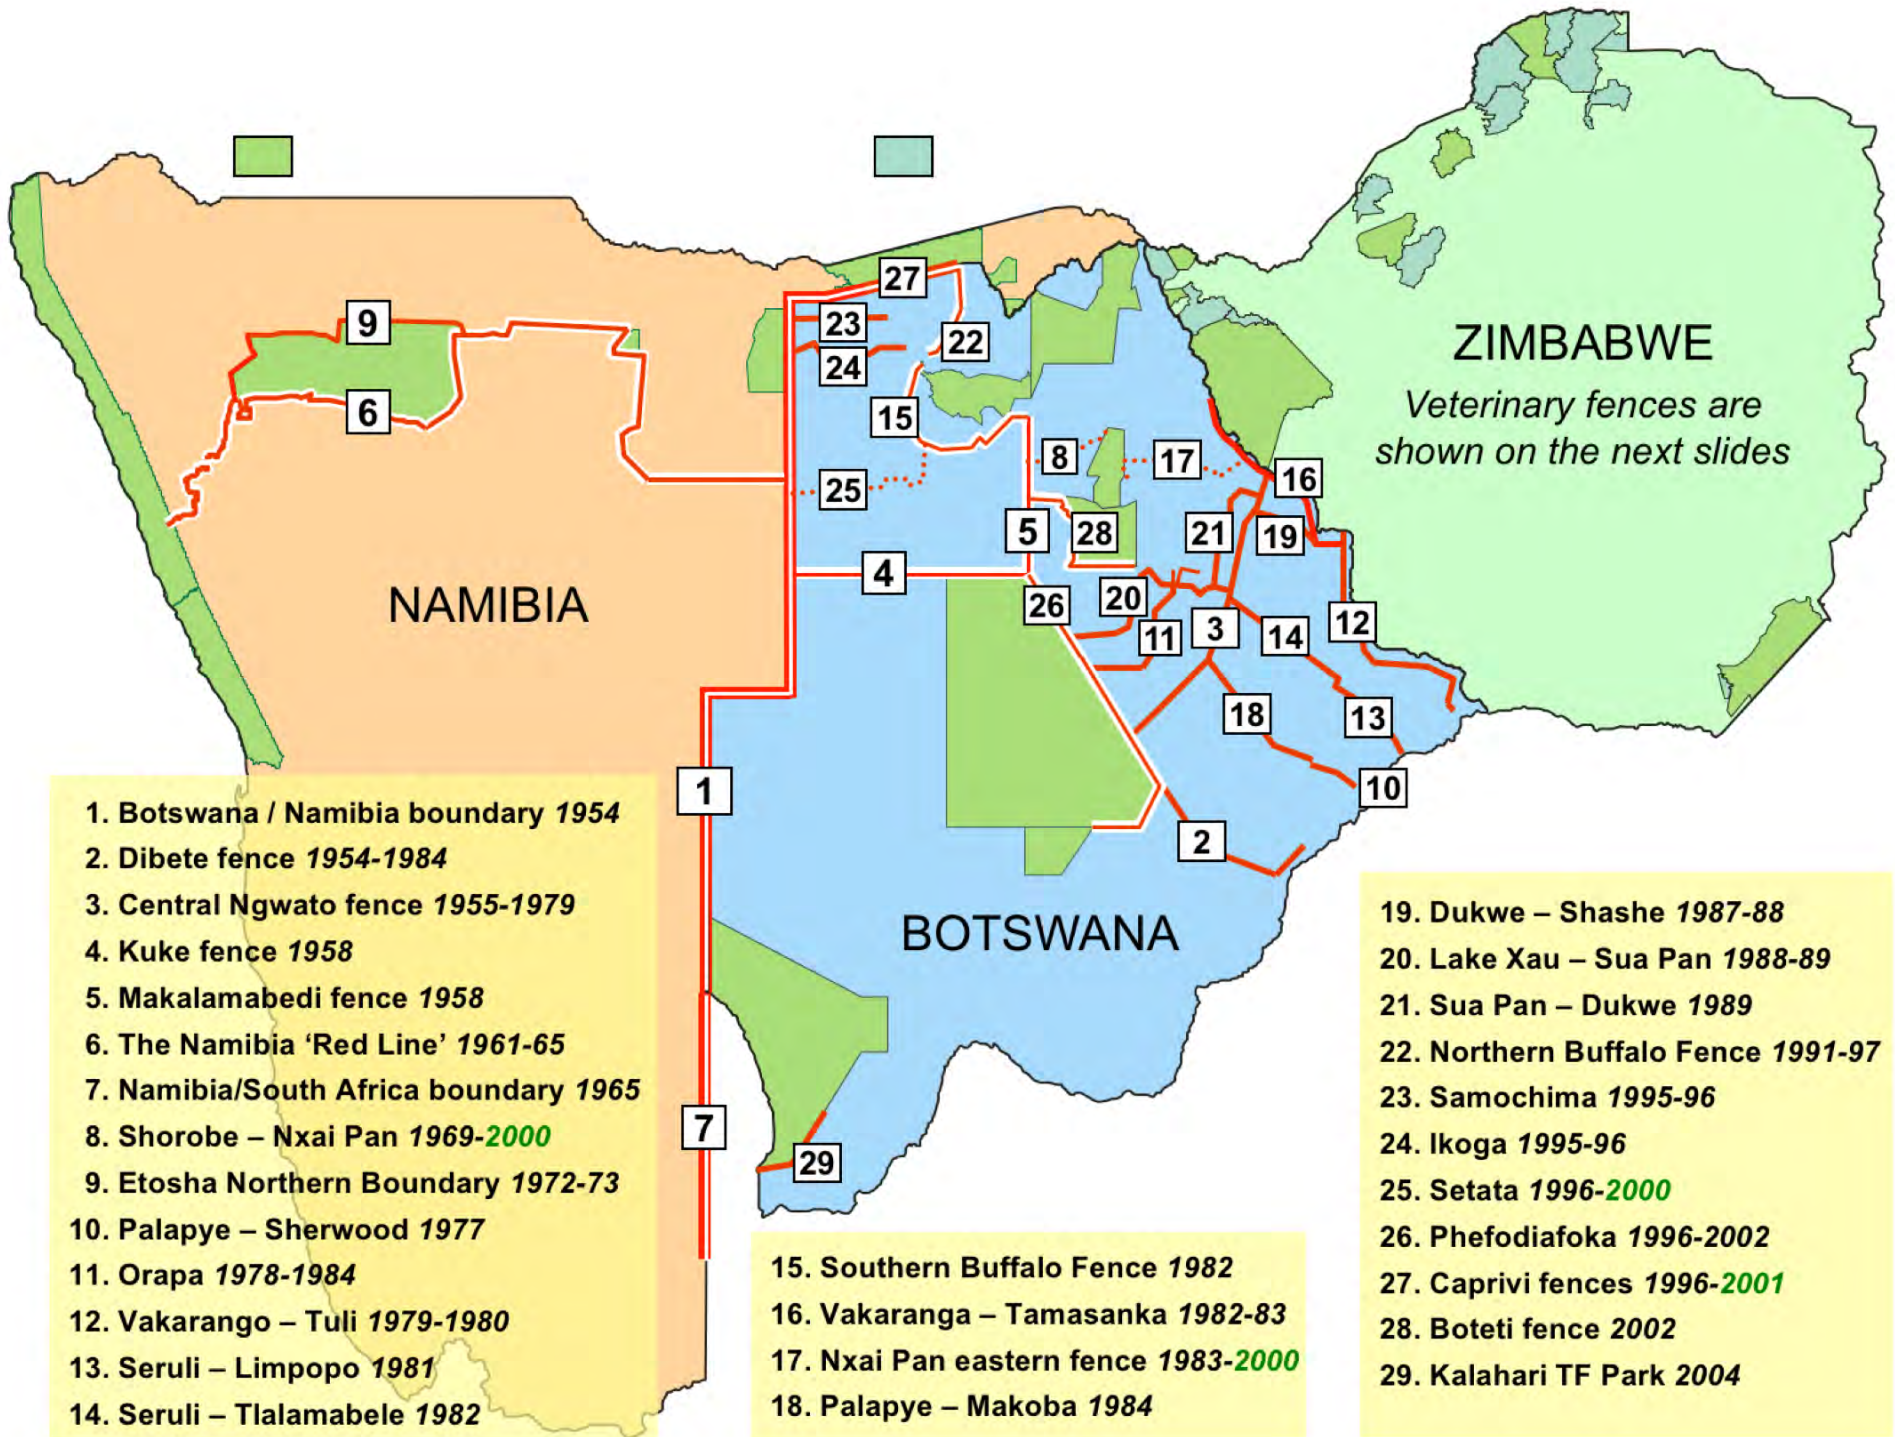 27
9
23
22
ZIMBABWE
24
Veterinary fences are
6
15
shown on the next slides
8
17
16
25
5
28
21
19
4
NAMIBIA
26
20
11
3
14
12
18
13
1
10
2
BOTSWANA
7
29
1. Botswana / Namibia boundary 1954
2. Dibete fence 1954-1984
3. Central Ngwato fence 1955-1979
4. Kuke fence 1958
5. Makalamabedi fence 1958
6. The Namibia ‘Red Line’ 1961-65
7. Namibia/South Africa boundary 1965
8. Shorobe – Nxai Pan 1969-2000
9. Etosha Northern Boundary 1972-73
10. Palapye – Sherwood 1977
11. Orapa 1978-1984
12. Vakarango – Tuli 1979-1980
13. Seruli – Limpopo 1981
14. Seruli – Tlalamabele 1982
15. Southern Buffalo Fence 1982
16. Vakaranga – Tamasanka 1982-83
17. Nxai Pan eastern fence 1983-2000
18. Palapye – Makoba 1984
19. Dukwe – Shashe 1987-88
20. Lake Xau – Sua Pan 1988-89
21. Sua Pan – Dukwe 1989
22. Northern Buffalo Fence 1991-97
23. Samochima 1995-96
24. Ikoga 1995-96
25. Setata 1996-2000
26. Phefodiafoka 1996-2002
27. Caprivi fences 1996-2001
28. Boteti fence 2002
29. Kalahari TF Park 2004